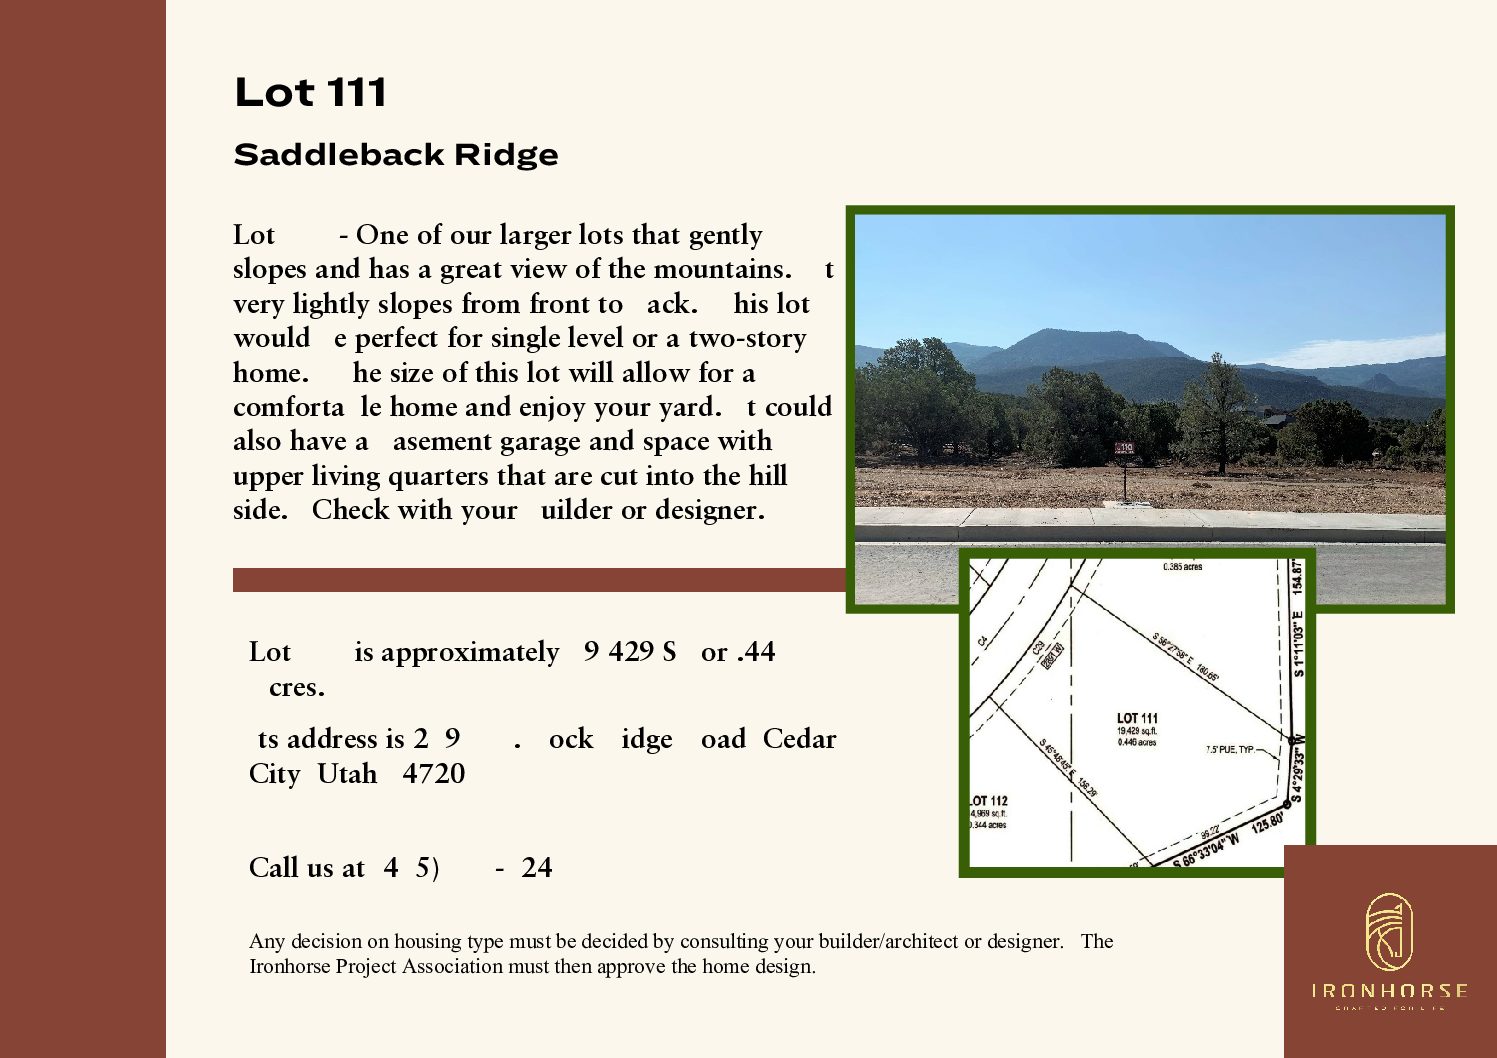 Lot 111
Saddleback Ridge
Lot - One of our larger lots that gently
slopes and has a great view of the mountains. t
very lightly slopes from front to ack. his lot
would e perfect for single level or a two-story
home. he size of this lot will allow for a
comforta le home and enjoy your yard. t could
also have a asement garage and space with
upper living quarters that are cut into the hill
side. Check with your uilder or designer.
Lot is approximately 9 429 S or .44
cres.
ts address is 2 9 . ock idge oad Cedar
City Utah 4720
Call us at 4 5) - 24
Any decision on housing type must be decided by consulting your builder/architect or designer. The
Ironhorse Project Association must then approve the home design.
110
0.385 acres
154.87'
S 1°11'03" E
C4
C29
S 56°27'58" E 180.65'
LOT 111
19,429 sq.ft.
0.446 acres
7.5' PUE, TYP.
S 4°29'33" W
S 45°48'45" E 156.29'
LOT 112
4,969 sq.ft.
0.344 acres
99.22'
125.80'
S 66°33'04" W
IRONHORSE
CRAFTED FOR LIFE